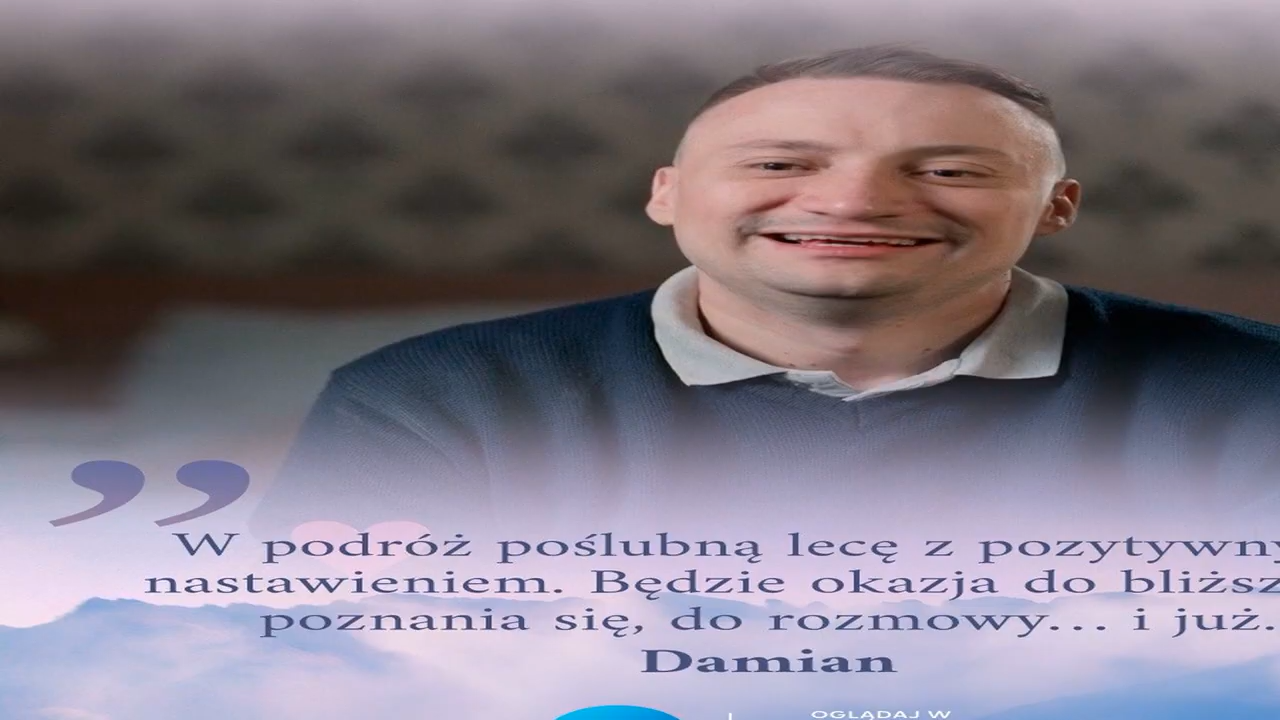 ”
W podróż poślubną lecę z pozytywny
nastawieniem. Będzie okazja do bliższ
poznania się, do rozmowy... i już.
Damian
OGLĄDAJ W